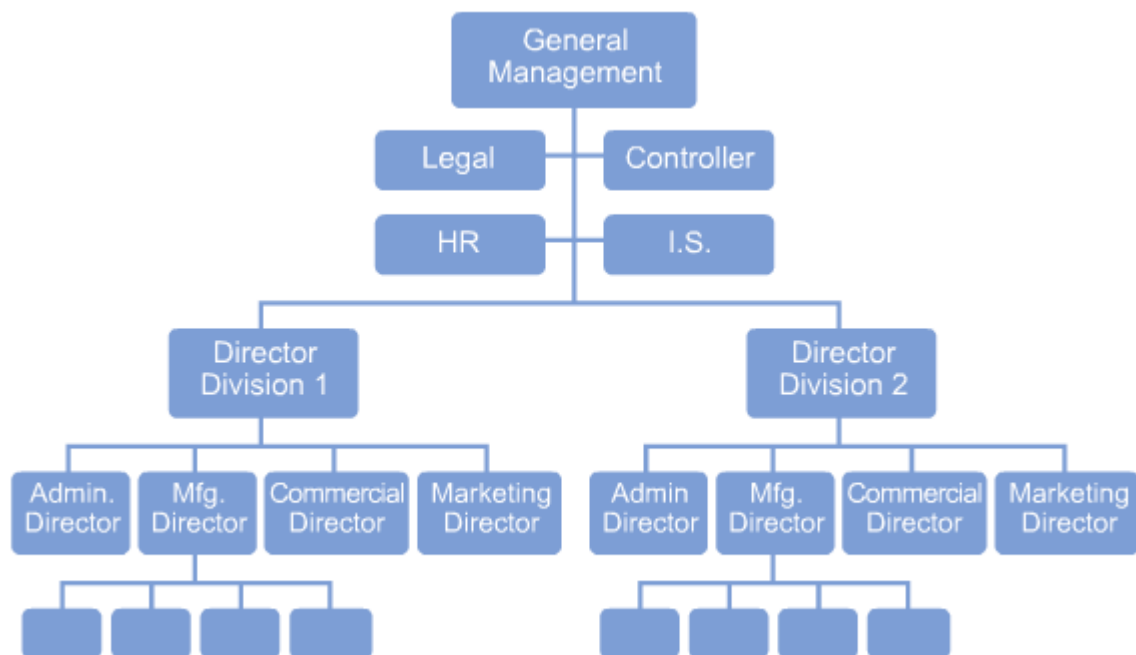 General
Management
Legal
Controller
HR
I.S.
Director
Division 1
Director
Division 2
Admin.
Director
Mfg.
Director
Commercial
Director
Marketing
Director
Admin
Director
Mfg.
Director
Commercial
Director
Marketing
Director